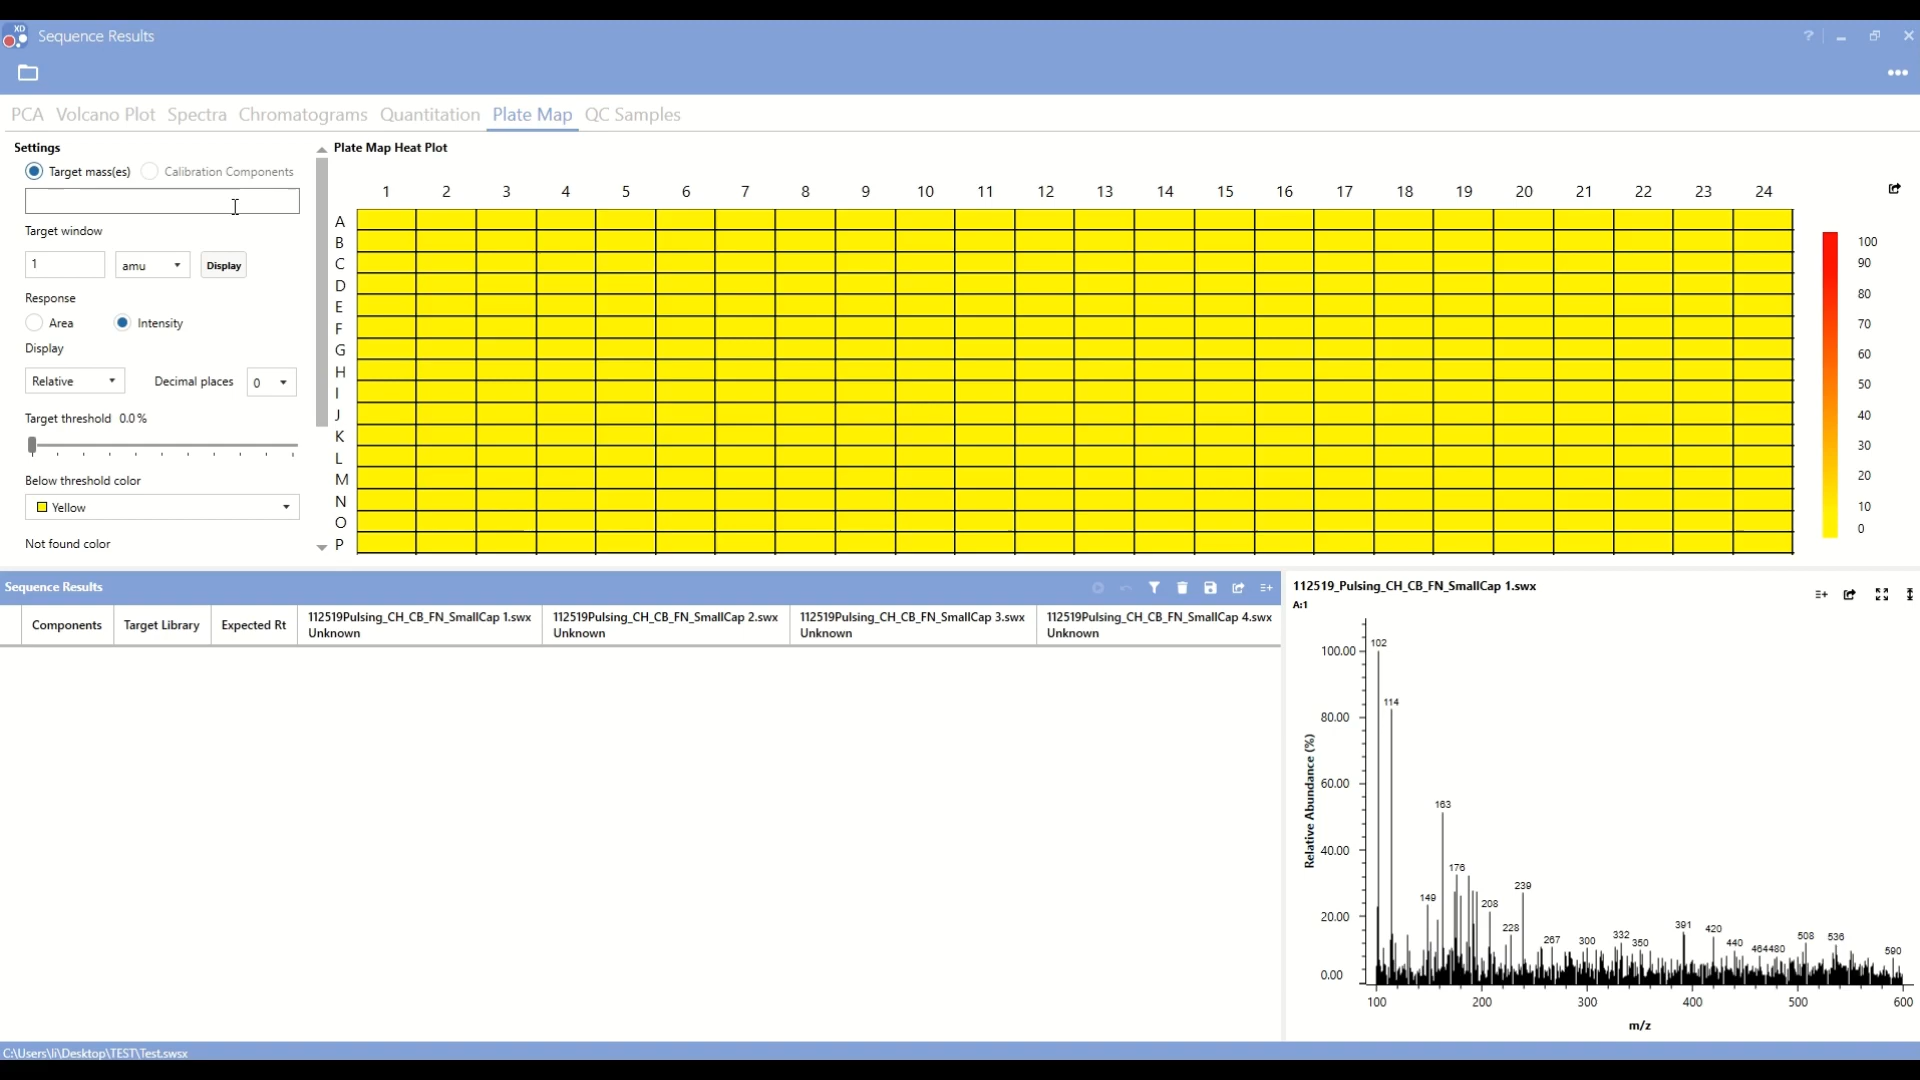 XD Sequence Results
?
PCA Volcano Plot Spectra Chromatograms Quantitation Plate Map QC Samples
Settings
Target mass(es) Calibration Components
Target window
1 amu Display
Response
Area Intensity
Display
Relative Decimal places 0
Target threshold 0.0%
Below threshold color
Yellow
Not found color
Plate Map Heat Plot
1 2 3 4 5 6 7 8 9 10 11 12 13 14 15 16 17 18 19 20 21 22 23 24
A
B
C
D
E
F
G
H
I
J
K
L
M
N
O
P
100
90
80
70
60
50
40
30
20
10
0
Sequence Results
Components Target Library Expected Rt
112519Pulsing_CH_CB_FN_SmallCap 1.swx
Unknown
112519Pulsing_CH_CB_FN_SmallCap 2.swx
Unknown
112519Pulsing_CH_CB_FN_SmallCap 3.swx
Unknown
112519Pulsing_CH_CB_FN_SmallCap 4.swx
Unknown
112519_Pulsing_CH_CB_FN_SmallCap 1.swx
A:1
Relative Abundance (%)
100.00
80.00
60.00
40.00
20.00
0.00
102
114
163
176
149
239
208
228
267
300
332
350
391
420
440
464480
508
536
590
100 200 300 400 500 600
m/z
C:\Users\li\Desktop\TEST\Test.swsx